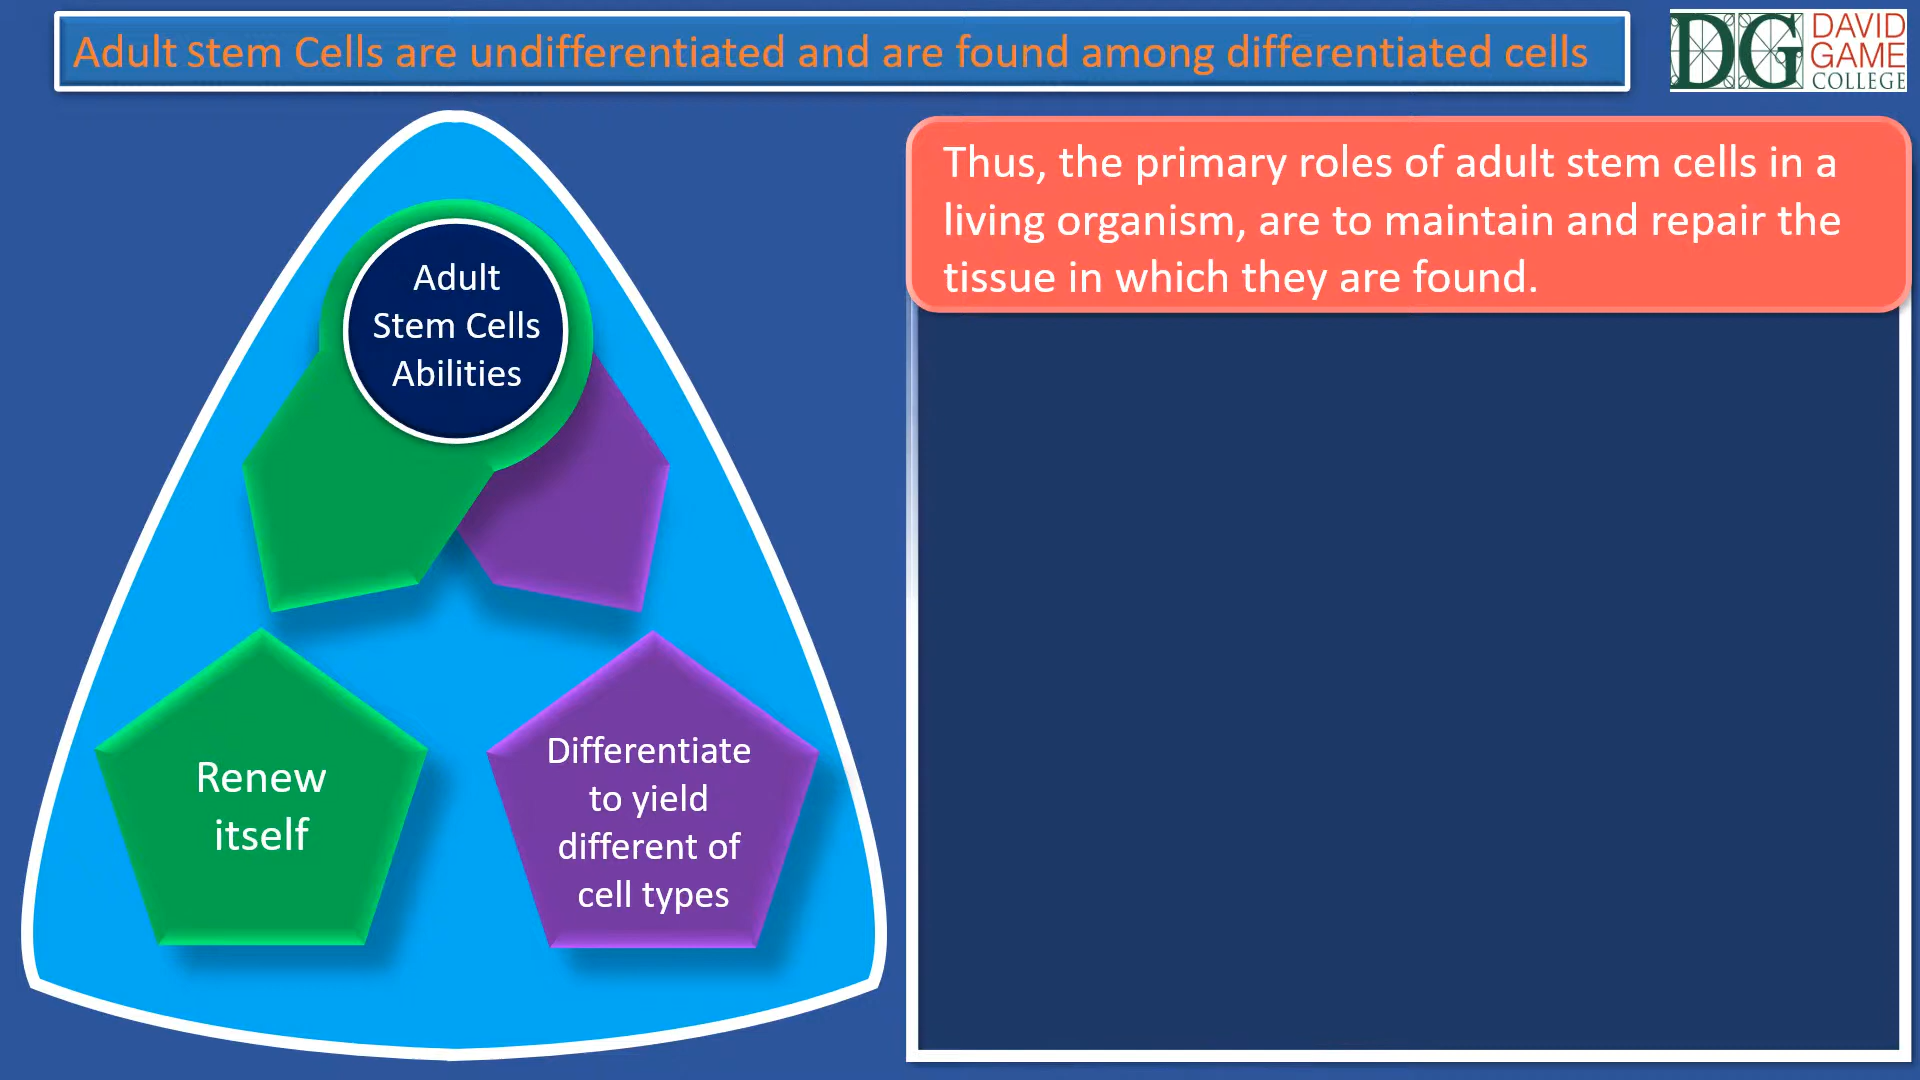 Adult Stem Cells are undifferentiated and are found among differentiated cells
DG
DAVID
GAME
COLLEGE
Adult
Stem Cells
Abilities
Renew
itself
Differentiate
to yield
different of
cell types
Thus, the primary roles of adult stem cells in a
living organism, are to maintain and repair the
tissue in which they are found.